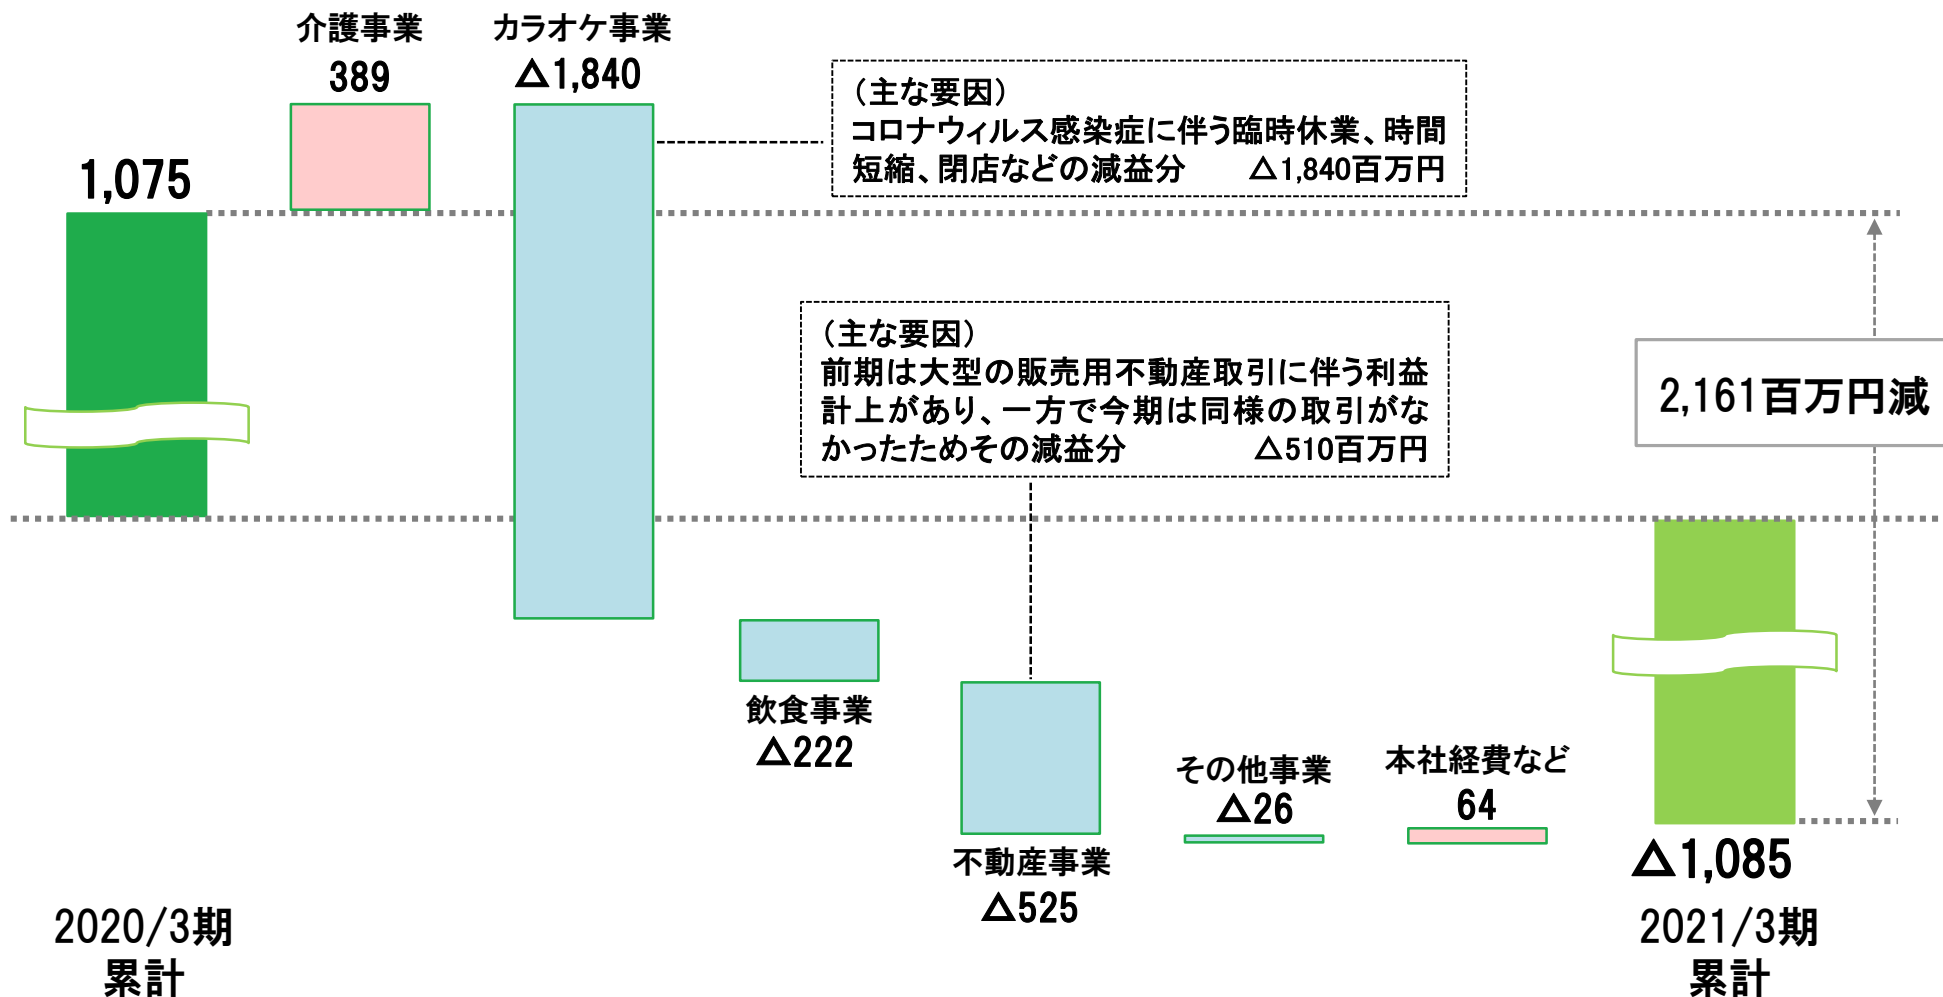 介護事業
389
カラオケ事業
△1,840
（主な要因）
コロナウィルス感染症に伴う臨時休業、時間
短縮、閉店などの減益分　　△1,840百万円
1,075
（主な要因）
前期は大型の販売用不動産取引に伴う利益
計上があり、一方で今期は同様の取引がな
かったためその減益分　　　　△510百万円
2,161百万円減
飲食事業
△222
不動産事業
△525
その他事業
△26
本社経費など
64
△1,085
2020/3期
累計
2021/3期
累計